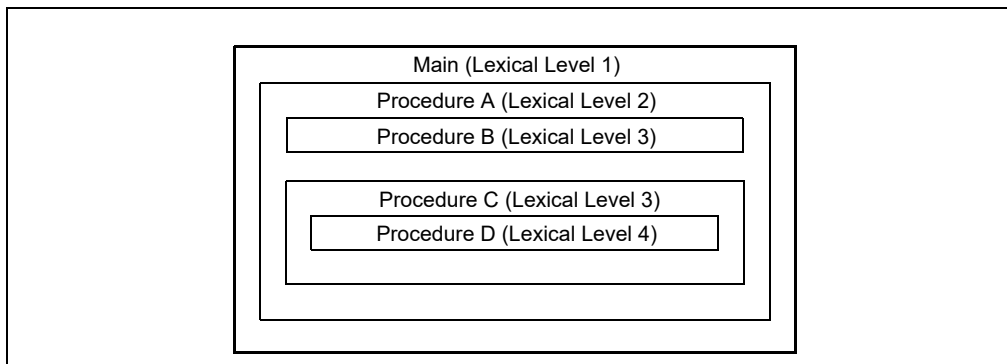 Main (Lexical Level 1)
Procedure A (Lexical Level 2)
Procedure B (Lexical Level 3)
Procedure C (Lexical Level 3)
Procedure D (Lexical Level 4)